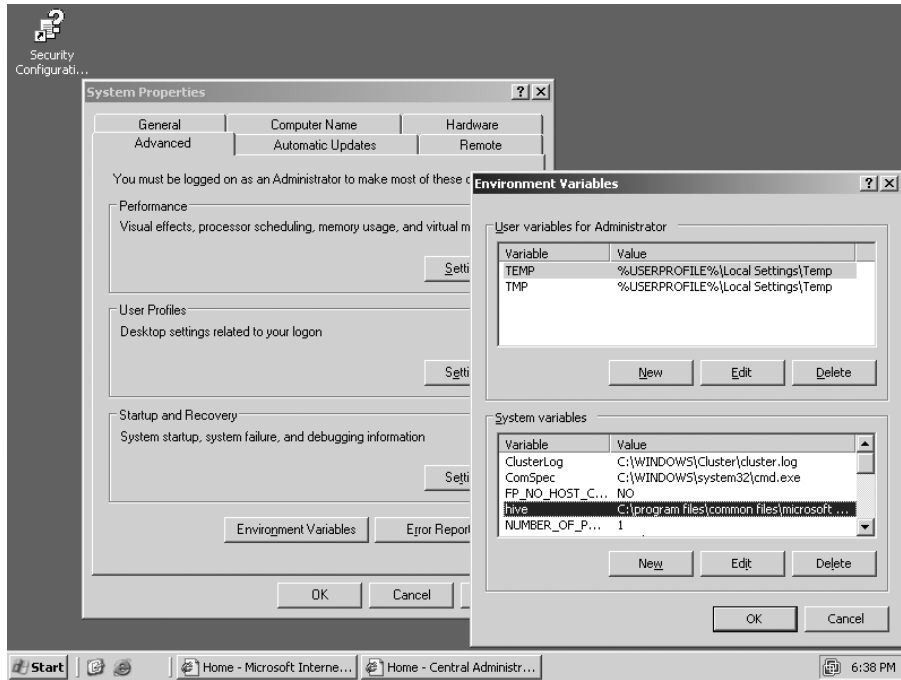 Security
Configurati...
System Properties
General Computer Name Hardware
Advanced Automatic Updates Remote
You must be logged on as an Administrator to make most of these c
Performance
Visual effects, processor scheduling, memory usage, and virtual m
Setti
User Profiles
Desktop settings related to your logon
Setti
Startup and Recovery
System startup, system failure, and debugging information
Setti
Environment Variables Error Report
OK Cancel
Environment Variables
User variables for Administrator
Variable Value
TEMP %USERPROFILE%\Local Settings\Temp
TMP %USERPROFILE%\Local Settings\Temp
New Edit Delete
System variables
Variable Value
ClusterLog C:\WINDOWS\Cluster\cluster.log
ComSpec C:\WINDOWS\system32\cmd.exe
FP_NO_HOST_C... NO
hive C:\program files\common files\microsoft ...
NUMBER_OF_P... 1
New Edit Delete
OK Cancel
Start Home - Microsoft Interne... Home - Central Administr... 6:38 PM